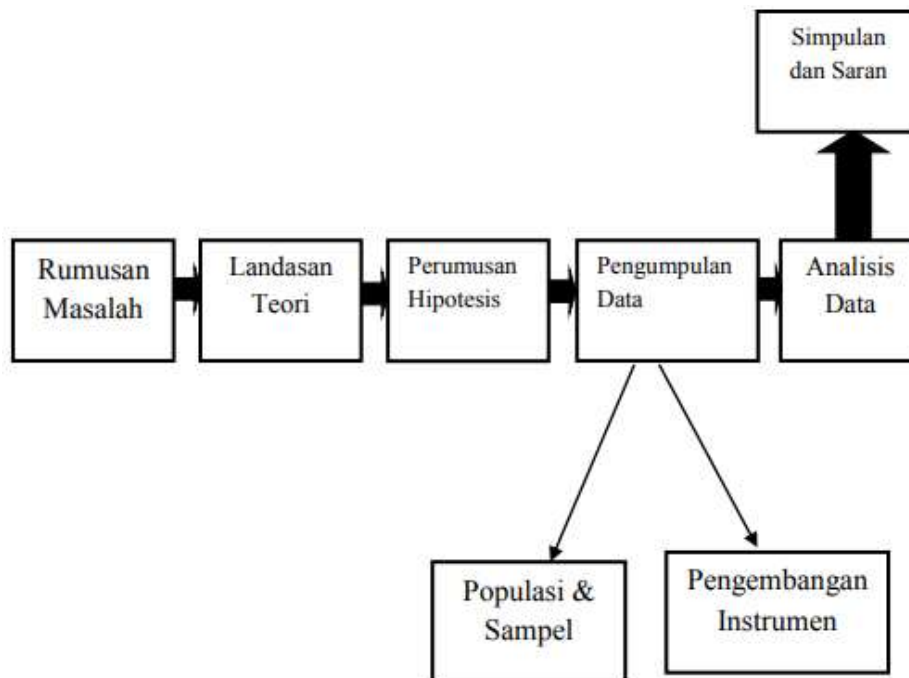 Simpulan
dan Saran
Rumusan
Masalah
Landasan
Teori
Perumusan
Hipotesis
Pengumpulan
Data
Analisis
Data
Populasi &
Sampel
Pengembangan
Instrumen